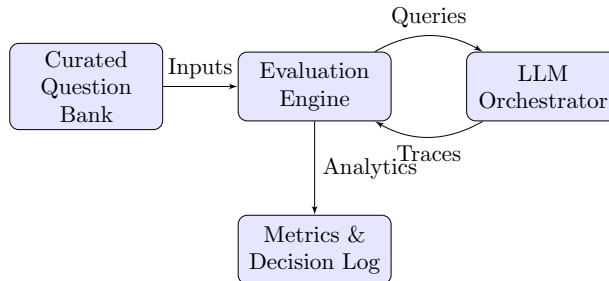 Queries
Curated
Question
Bank
Inputs
Evaluation
Engine
LLM
Orchestrator
Traces
Analytics
Metrics &
Decision Log